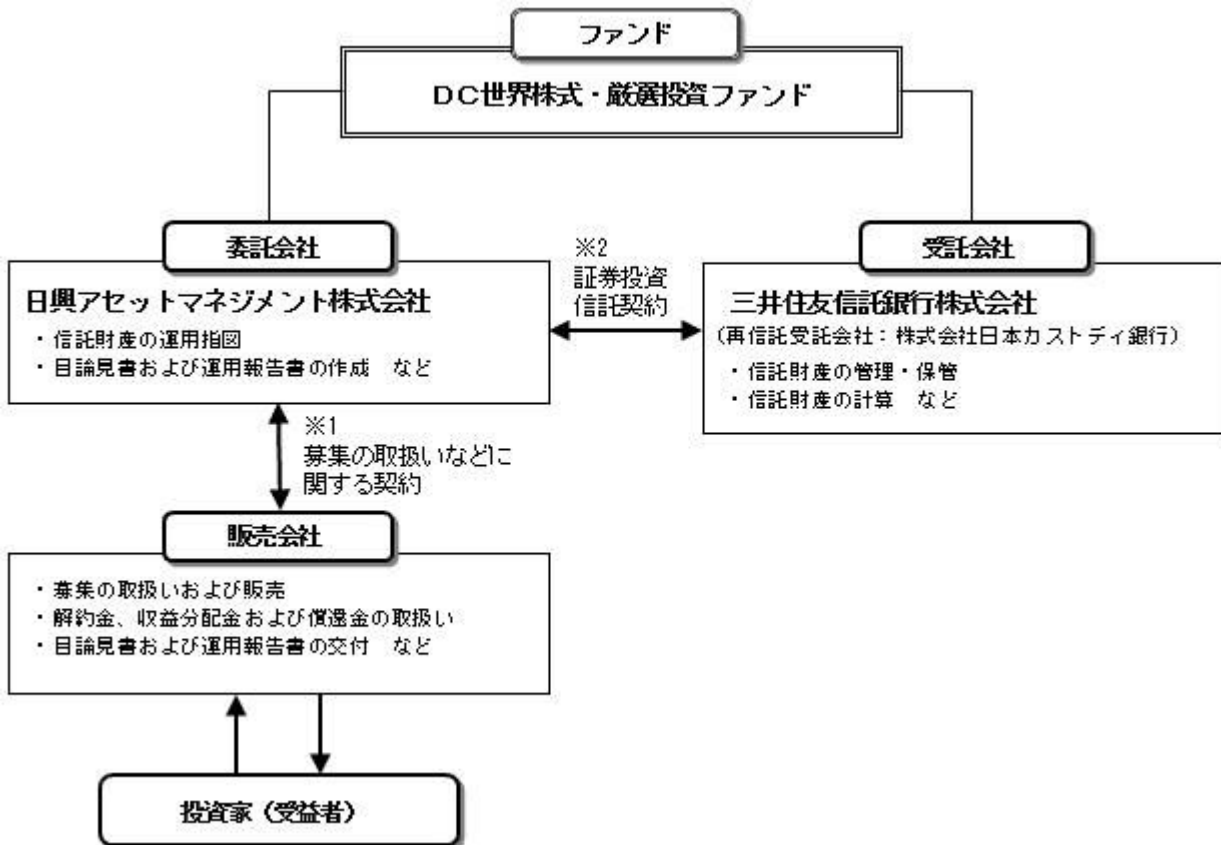 ファンド
DC世界株式・厳選投資ファンド
委託会社
日興アセットマネジメント株式会社
・信託財産の運用指図
・目論見書および運用報告書の作成　など
※2
証券投資
信託契約
受託会社
三井住友信託銀行株式会社
(再信託受託会社：株式会社日本カストディ銀行)
・信託財産の管理・保管
・信託財産の計算　など
※1
募集の取扱いなどに
関する契約
販売会社
・募集の取扱いおよび販売
・解約金、収益分配金および償還金の取扱い
・目論見書および運用報告書の交付　など
投資家（受益者）